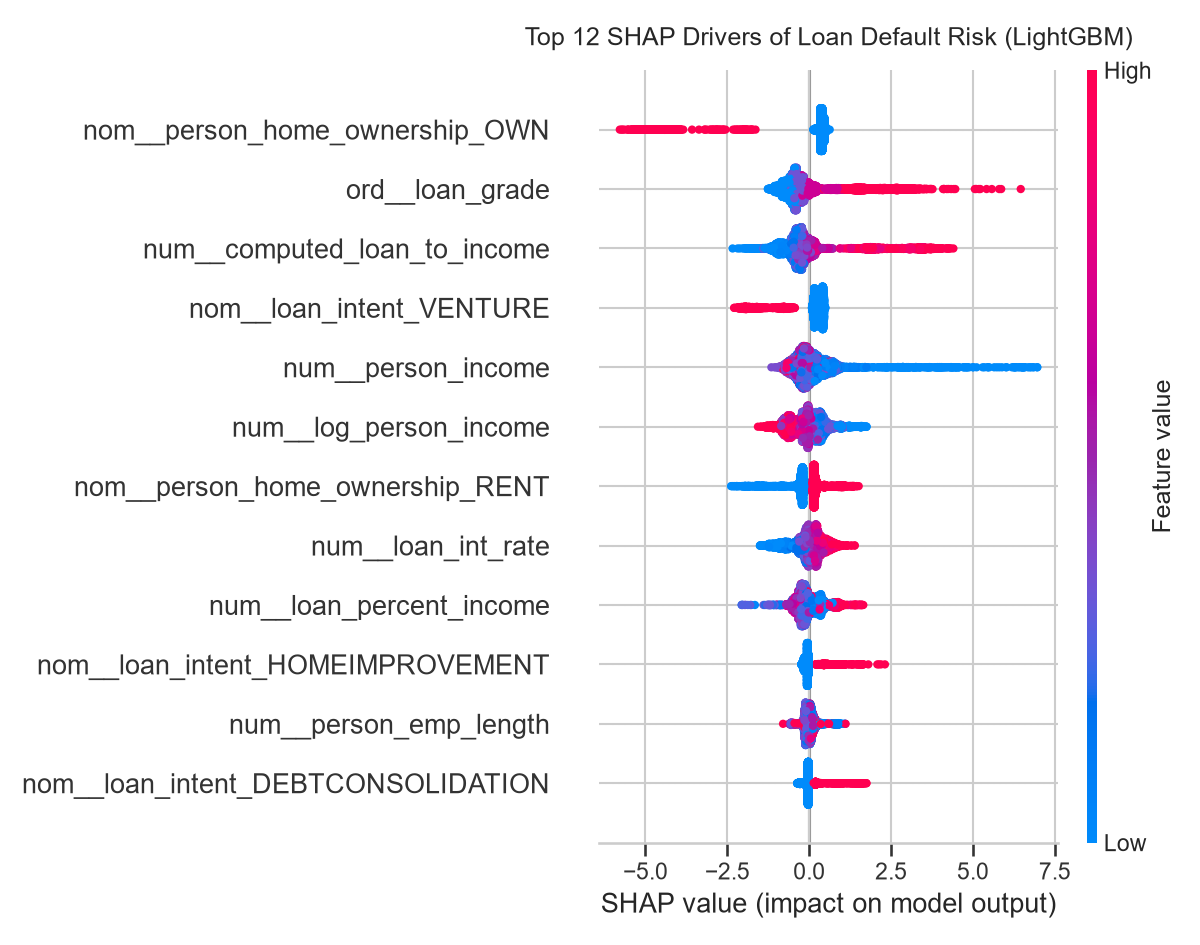 Top 12 SHAP Drivers of Loan Default Risk (LightGBM)
High
nom__person_home_ownership_OWN
ord__loan_grade
num__computed_loan_to_income
nom__loan_intent_VENTURE
num__person_income
num__log_person_income
nom__person_home_ownership_RENT
num__loan_int_rate
num__loan_percent_income
nom__loan_intent_HOMEIMPROVEMENT
num__person_emp_length
nom__loan_intent_DEBTCONSOLIDATION
Feature value
Low
−5.0 −2.5 0.0 2.5 5.0 7.5
SHAP value (impact on model output)